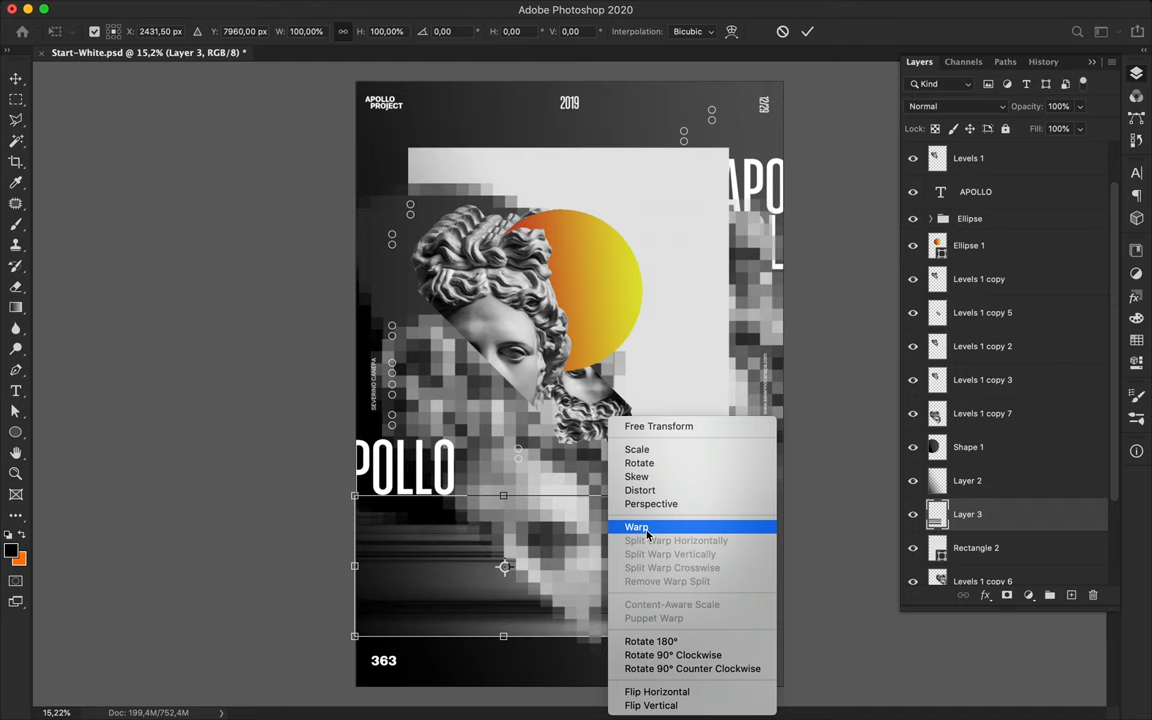 Adobe Photoshop 2020
X: 2431,50 px
Y: 7960,00 px
W: 100,00%
H: 100,00%
0,00
°
H: 0,00
°
V: 0,00
°
Interpolation: Bicubic
× Start-White.psd @ 15,2% (Layer 3, RGB/8) *
APOLLO
PROJECT
2019
APO
L
SEVERINO CANEPA
POLLO
363
Free Transform
Scale
Rotate
Skew
Distort
Perspective
Warp
Split Warp Horizontally
Split Warp Vertically
Split Warp Crosswise
Remove Warp Split
Content-Aware Scale
Puppet Warp
Rotate 180°
Rotate 90° Clockwise
Rotate 90° Counter Clockwise
Flip Horizontal
Flip Vertical
Layers
Channels
Paths
History
Kind
Normal
Opacity: 100%
Lock:
Fill: 100%
Levels 1
APOLLO
Ellipse
Ellipse 1
Levels 1 copy
Levels 1 copy 5
Levels 1 copy 2
Levels 1 copy 3
Levels 1 copy 7
Shape 1
Layer 2
Layer 3
Rectangle 2
Levels 1 copy 6
15,22%
Doc: 199,4M/752,4M